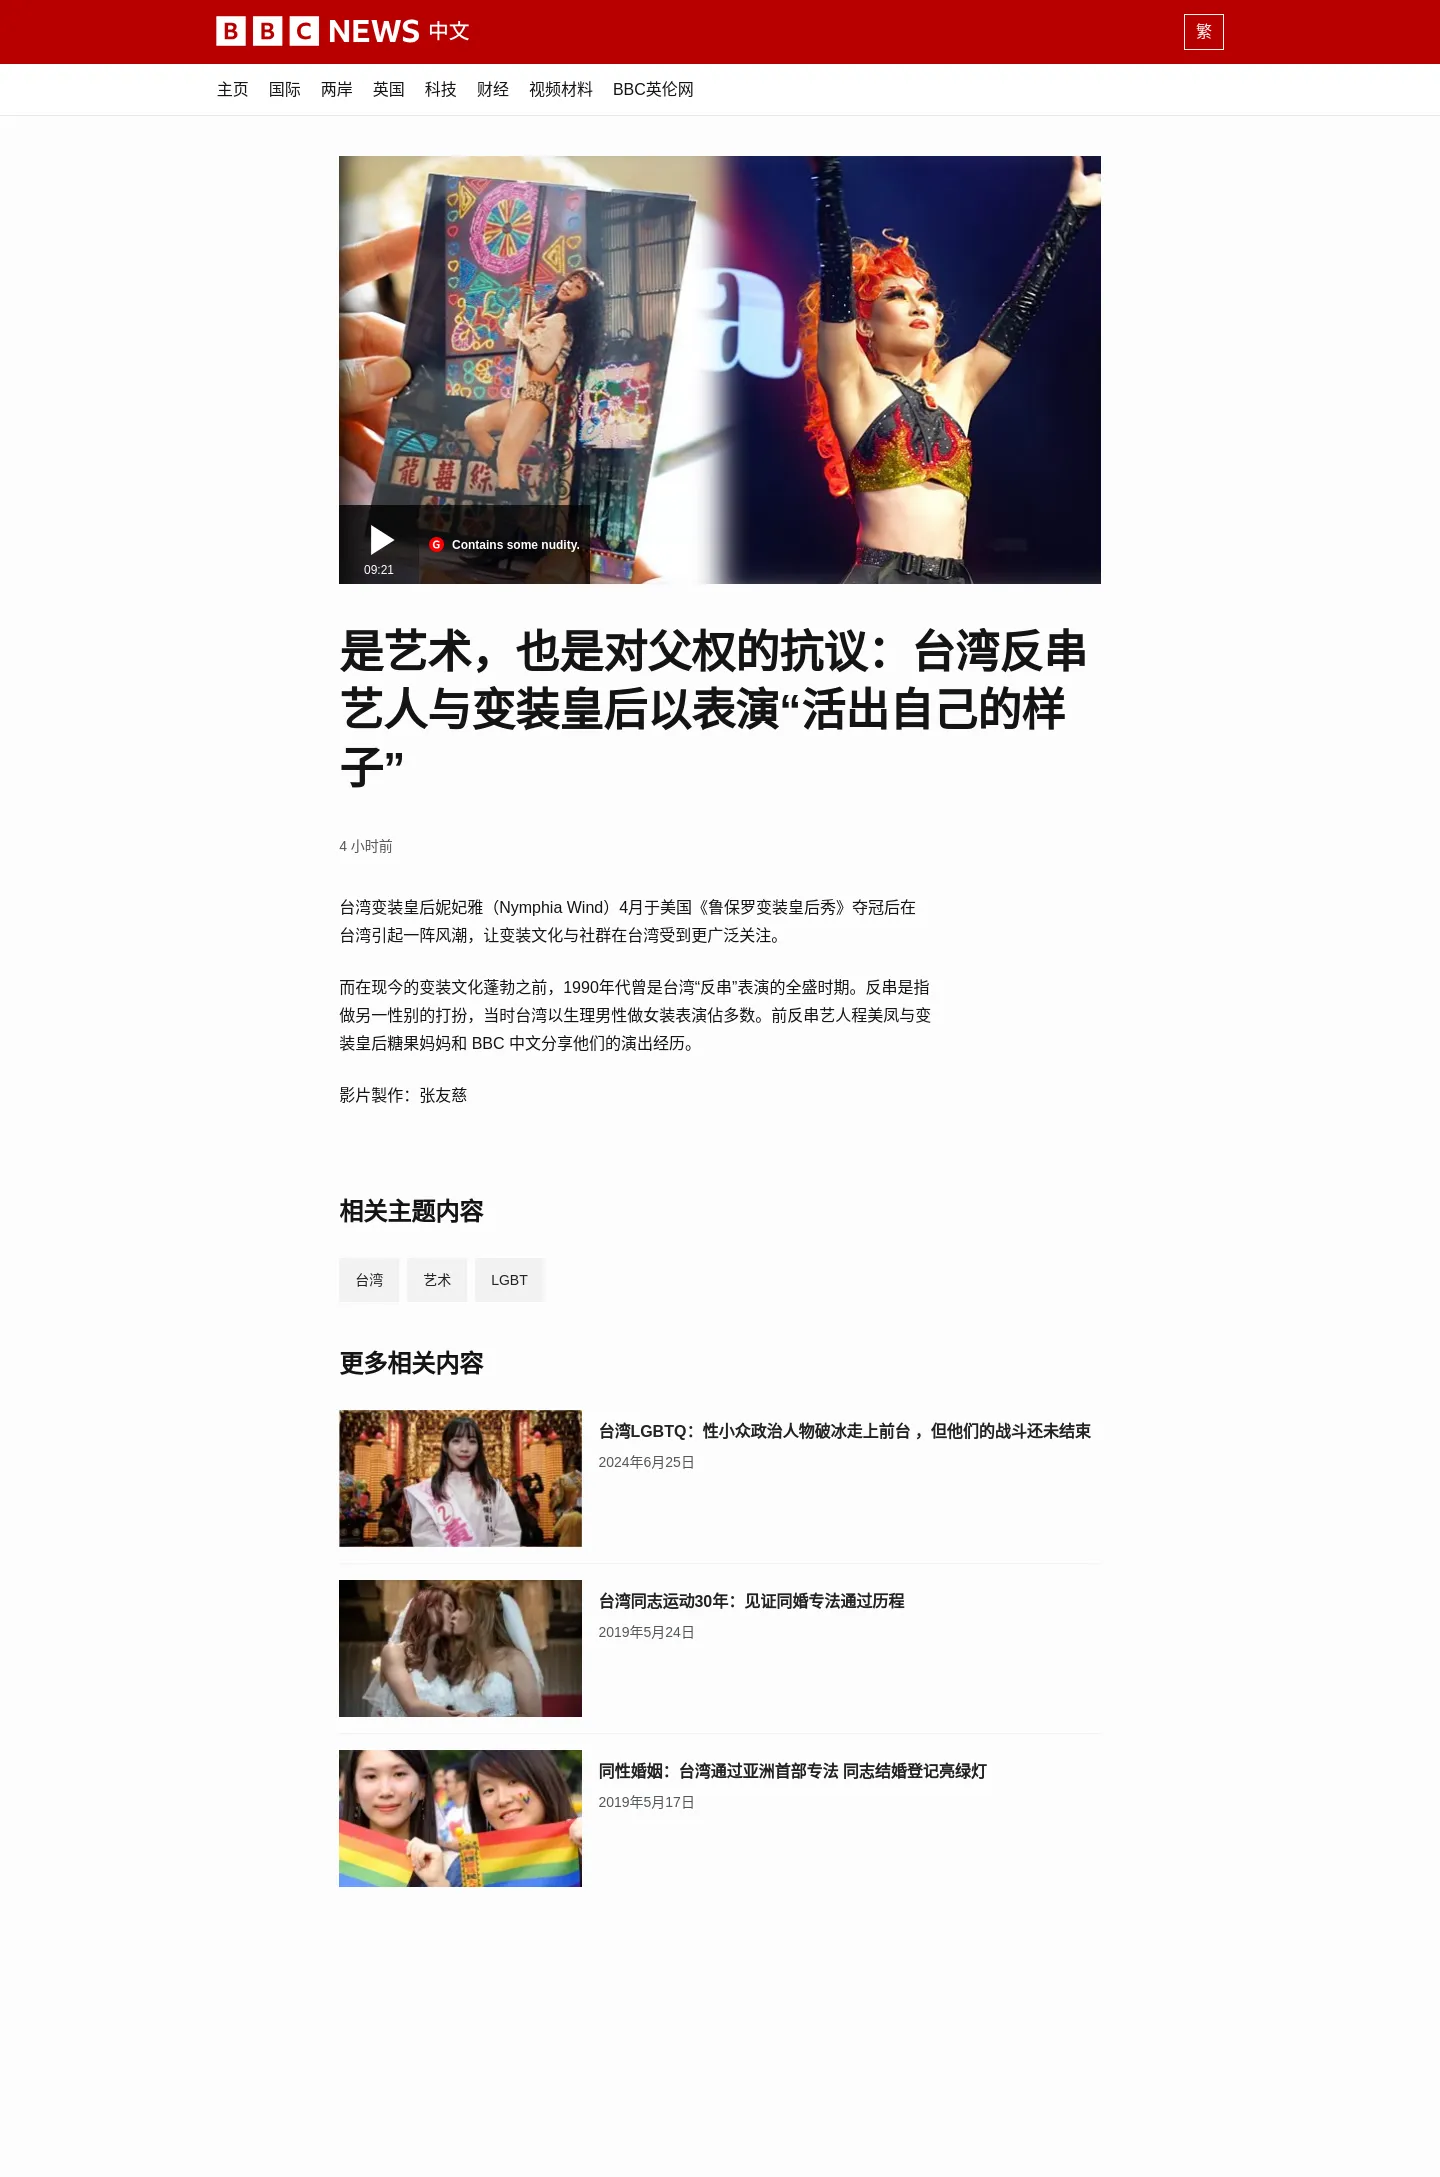 BBC NEWS 中文
繁
主页 国际 两岸 英国 科技 财经 视频材料 BBC英伦网
a
龍 囍 綜
09:21
G Contains some nudity.
是艺术，也是对父权的抗议：台湾反串
艺人与变装皇后以表演“活出自己的样
子”
4 小时前
台湾变装皇后妮妃雅（Nymphia Wind）4月于美国《鲁保罗变装皇后秀》夺冠后在
台湾引起一阵风潮，让变装文化与社群在台湾受到更广泛关注。
而在现今的变装文化蓬勃之前，1990年代曾是台湾“反串”表演的全盛时期。反串是指
做另一性别的打扮，当时台湾以生理男性做女装表演佔多数。前反串艺人程美凤与变
装皇后糖果妈妈和 BBC 中文分享他们的演出经历。
影片製作：张友慈
相关主题内容
台湾 艺术 LGBT
更多相关内容
台湾LGBTQ：性小众政治人物破冰走上前台 ，但他们的战斗还未结束
2024年6月25日
2
台湾同志运动30年：见证同婚专法通过历程
2019年5月24日
同性婚姻：台湾通过亚洲首部专法 同志结婚登记亮绿灯
2019年5月17日